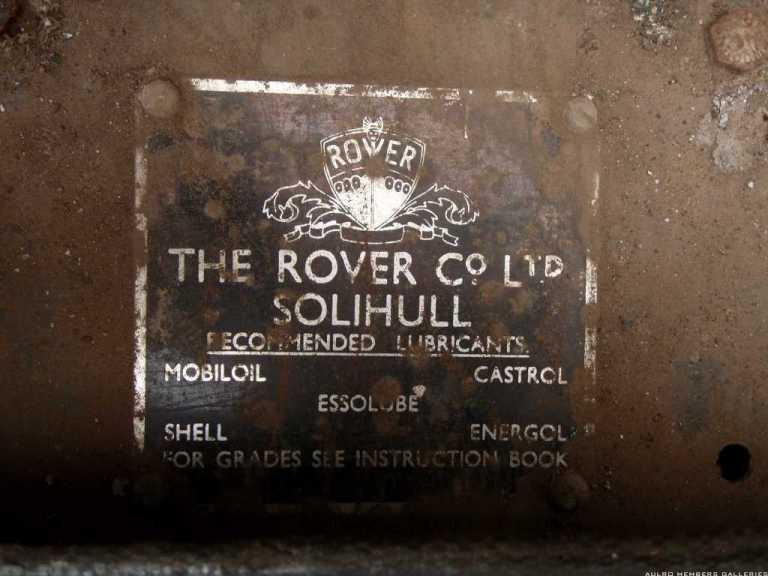 ROVER
THE ROVER Co LTD
SOLIHULL
RECOMMENDED LUBRICANTS
MOBILOIL CASTROL
ESSOLUBE
SHELL ENERGOL
FOR GRADES SEE INSTRUCTION BOOK
AULRO MEMBERS GALLERIES